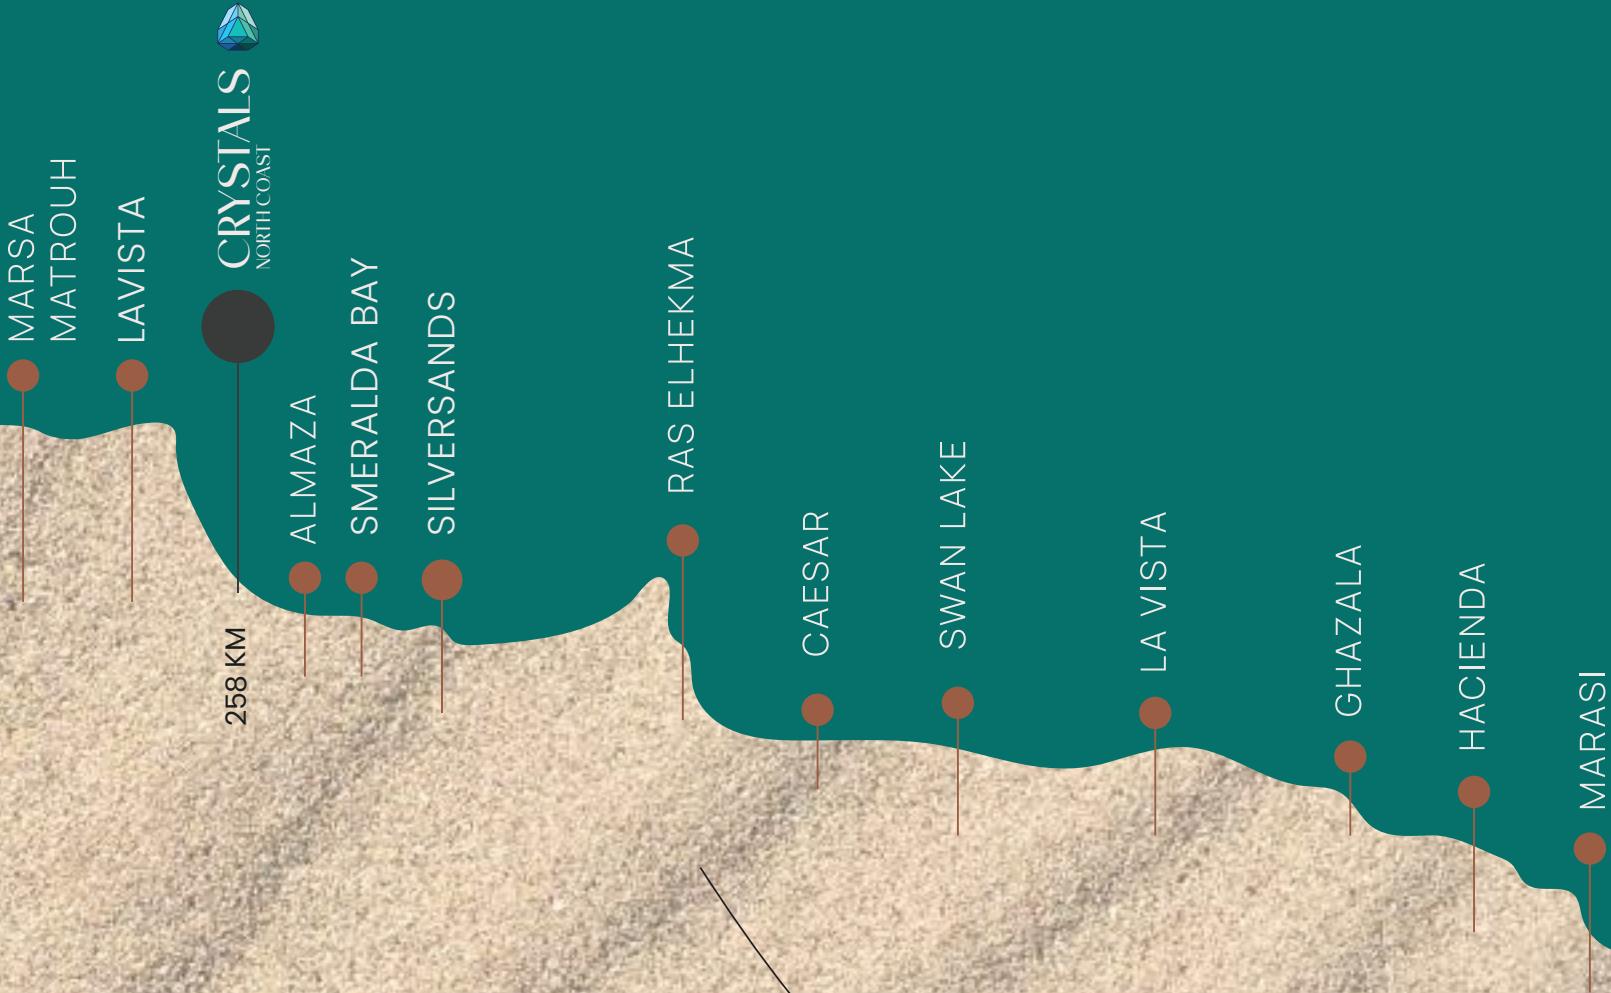 MARSA
MATROUH
LAVISTA
CRYSTALS
NORTH COAST
258 KM
ALMAZA
SMERALDA BAY
SILVERSANDS
RAS ELHEKMA
CAESAR
SWAN LAKE
LA VISTA
GHAZALA
HACIENDA
MARASI